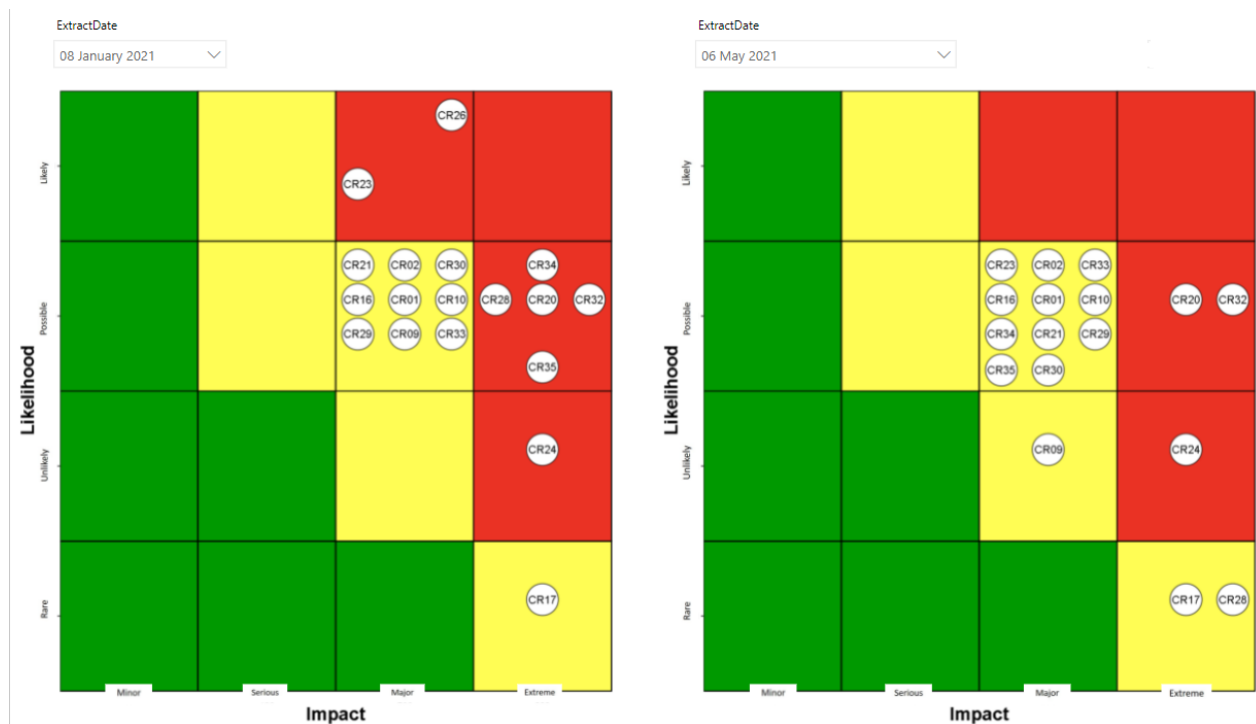 ExtractDate
08 January 2021
CR26
Likely
CR23
CR21 CR02 CR30 CR34
CR16 CR01 CR10 CR28 CR20 CR32
Possible
CR29 CR09 CR33
CR35
Likelihood
CR24
Unlikely
CR17
Rare
Minor Serious Major Extreme
Impact
ExtractDate
06 May 2021
Likely
CR23 CR02 CR33
CR16 CR01 CR10 CR20 CR32
Possible
CR34 CR21 CR29
CR35 CR30
Likelihood
CR09 CR24
Unlikely
CR17 CR28
Rare
Minor Serious Major Extreme
Impact